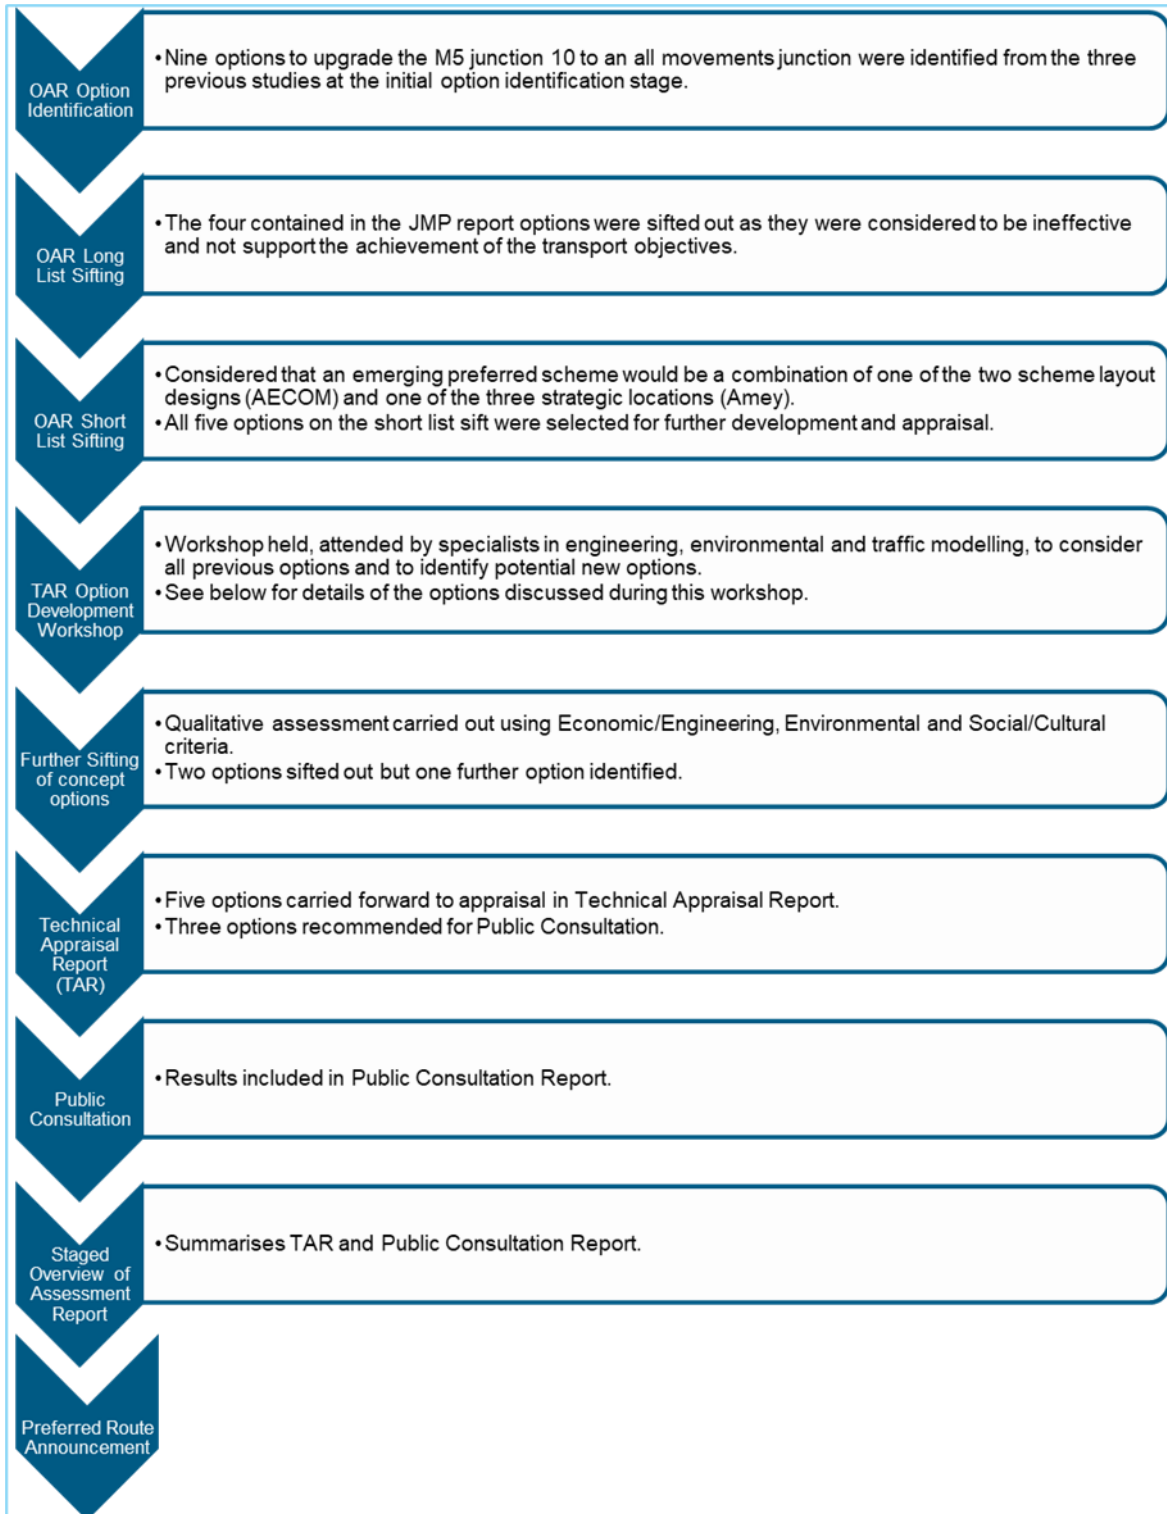 OAR Option
Identification
•Nine options to upgrade the M5 junction 10 to an all movements junction were identified from the three
previous studies at the initial option identification stage.
OAR Long
List Sifting
•The four contained in the JMP report options were sifted out as they were considered to be ineffective
and not support the achievement of the transport objectives.
OAR Short
List Sifting
•Considered that an emerging preferred scheme would be a combination of one of the two scheme layout
designs (AECOM) and one of the three strategic locations (Amey).
•All five options on the short list sift were selected for further development and appraisal.
TAR Option
Development
Workshop
•Workshop held, attended by specialists in engineering, environmental and traffic modelling, to consider
all previous options and to identify potential new options.
•See below for details of the options discussed during this workshop.
Further Sifting
of concept
options
•Qualitative assessment carried out using Economic/Engineering, Environmental and Social/Cultural
criteria.
•Two options sifted out but one further option identified.
Technical
Appraisal
Report
(TAR)
•Five options carried forward to appraisal in Technical Appraisal Report.
•Three options recommended for Public Consultation.
Public
Consultation
•Results included in Public Consultation Report.
Staged
Overview of
Assessment
Report
•Summarises TAR and Public Consultation Report.
Preferred Route
Announcement